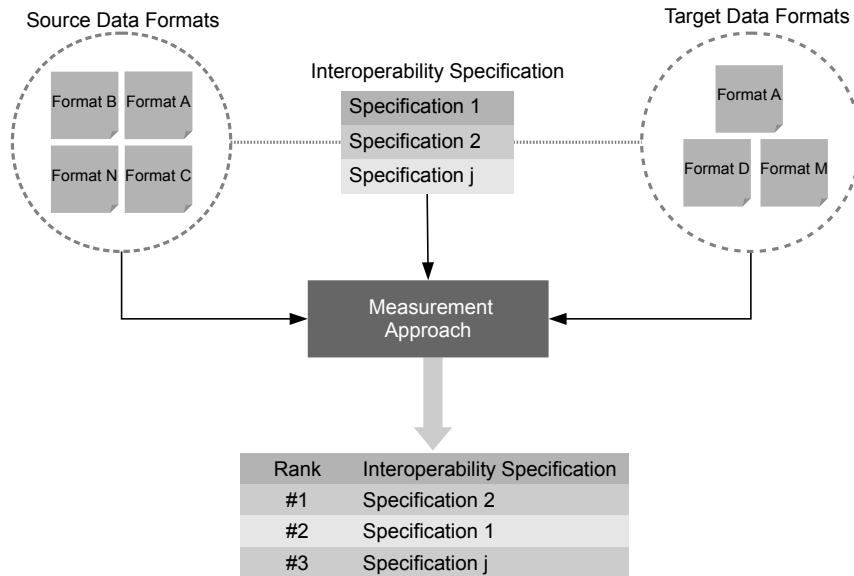 Source Data Formats
Target Data Formats
Interoperability Specification
Format B
Format A
Format N
Format C
Specification 1
Specification 2
Specification j
Format A
Format D
Format M
Measurement
Approach
Rank Interoperability Specification
#1 Specification 2
#2 Specification 1
#3 Specification j